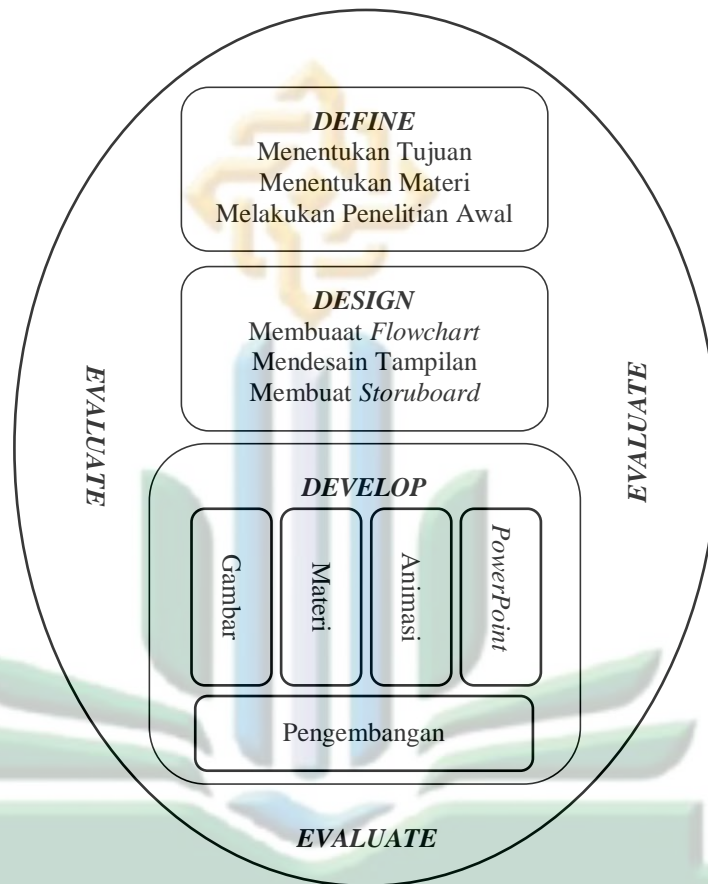 DEFINE
Menentukan Tujuan
Menentukan Materi
Melakukan Penelitian Awal
DESIGN
Membuaat Flowchart
Mendesain Tampilan
Membuat Storuboard
EVALUATE
EVALUATE
DEVELOP
Gambar
Materi
Animasi
PowerPoint
Pengembangan
EVALUATE